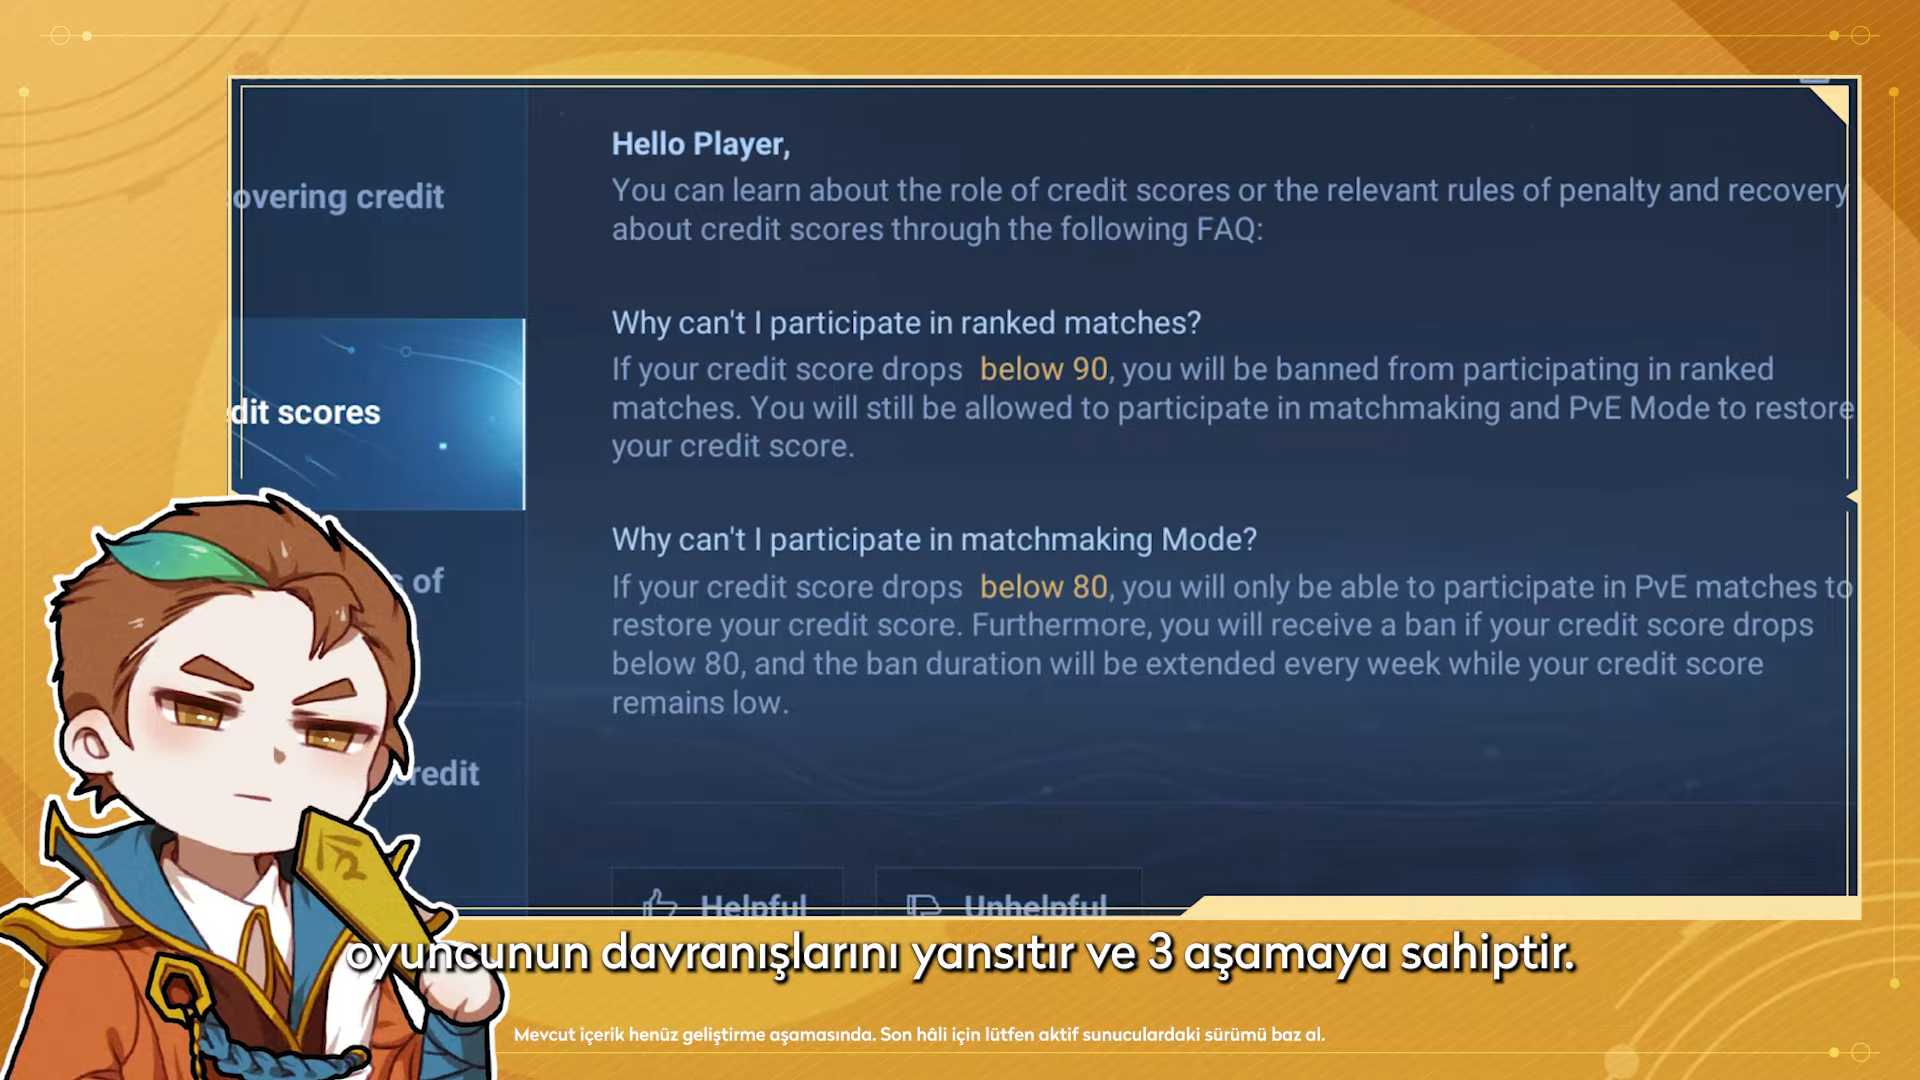 overing credit
dit scores
s of
credit
Hello Player,
You can learn about the role of credit scores or the relevant rules of penalty and recovery
about credit scores through the following FAQ:
Why can't I participate in ranked matches?
If your credit score drops below 90, you will be banned from participating in ranked
matches. You will still be allowed to participate in matchmaking and PvE Mode to restore
your credit score.
Why can't I participate in matchmaking Mode?
If your credit score drops below 80, you will only be able to participate in PvE matches to
restore your credit score. Furthermore, you will receive a ban if your credit score drops
below 80, and the ban duration will be extended every week while your credit score
remains low.
Helpful
Unhelpful
oyuncunun davranışlarını yansıtır ve 3 aşamaya sahiptir.
Mevcut içerik henüz geliştirme aşamasında. Son hâli için lütfen aktif sunuculardaki sürümü baz al.